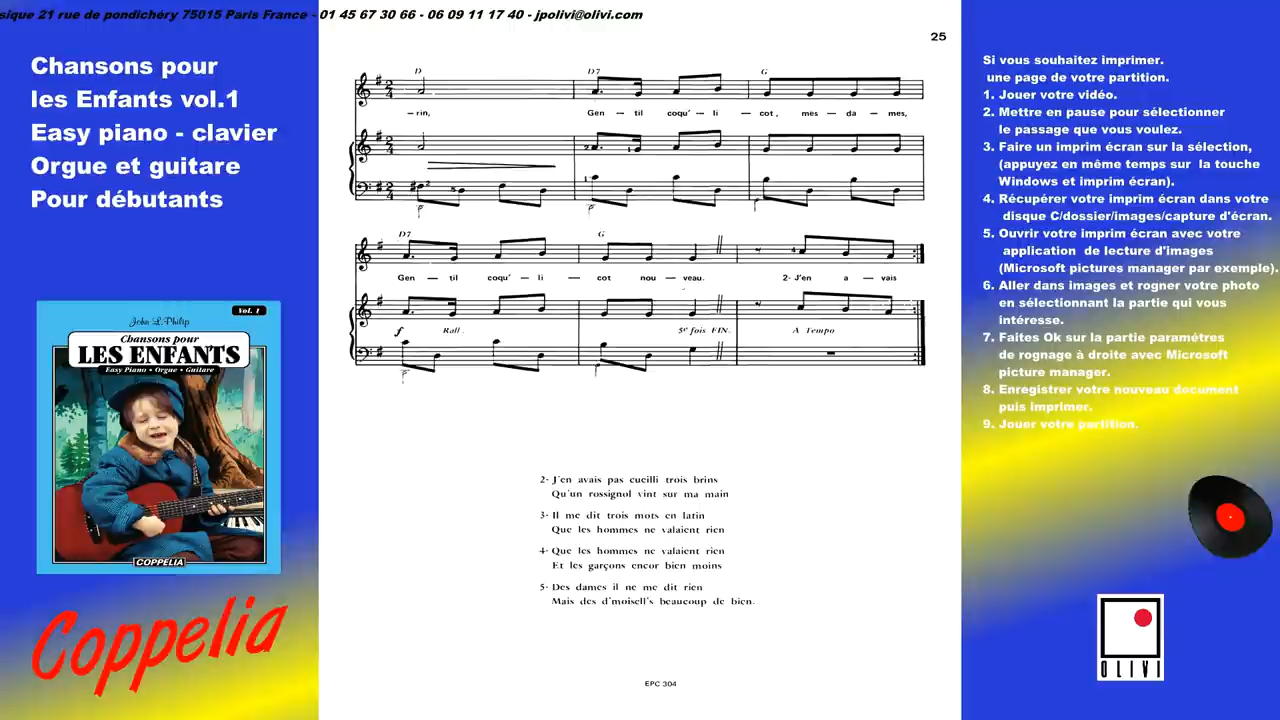 sique 21 rue de pondichéry 75015 Paris France - 01 45 67 30 66 - 06 09 11 17 40 - jpolivi@olivi.com
Chansons pour
les Enfants vol.1
Easy piano - clavier
Orgue et guitare
Pour débutants
Vol. 1
John L. Philip
Chansons pour
LES ENFANTS
Easy Piano • Orgue • Guitare
COPPELIA
Coppelia
25
D D7 G
– rin, Gen – til coqu' – li – cot, mes – da – mes,
D7 G
Gen – til coqu' – li – cot nou – veau. 2- J'en a – vais
f Rall. 5e fois FIN. A Tempo
2- J'en avais pas cueilli trois brins
Qu'un rossignol vint sur ma main
3- Il me dit trois mots en latin
Que les hommes ne valaient rien
4- Que les hommes ne valaient rien
Et les garçons encor bien moins
5- Des dames il ne me dit rien
Mais des d'moisell's beaucoup de bien.
EPC 304
Si vous souhaitez imprimer.
une page de votre partition.
1. Jouer votre vidéo.
2. Mettre en pause pour sélectionner
le passage que vous voulez.
3. Faire un imprim écran sur la sélection,
(appuyez en même temps sur la touche
Windows et imprim écran).
4. Récupérer votre imprim écran dans votre
disque C/dossier/images/capture d'écran.
5. Ouvrir votre imprim écran avec votre
application de lecture d'images
(Microsoft pictures manager par exemple).
6. Aller dans images et rogner votre photo
en sélectionnant la partie qui vous
intéresse.
7. Faites Ok sur la partie paramétres
de rognage à droite avec Microsoft
picture manager.
8. Enregistrer votre nouveau document
puis imprimer.
9. Jouer votre partition.
OLIVI